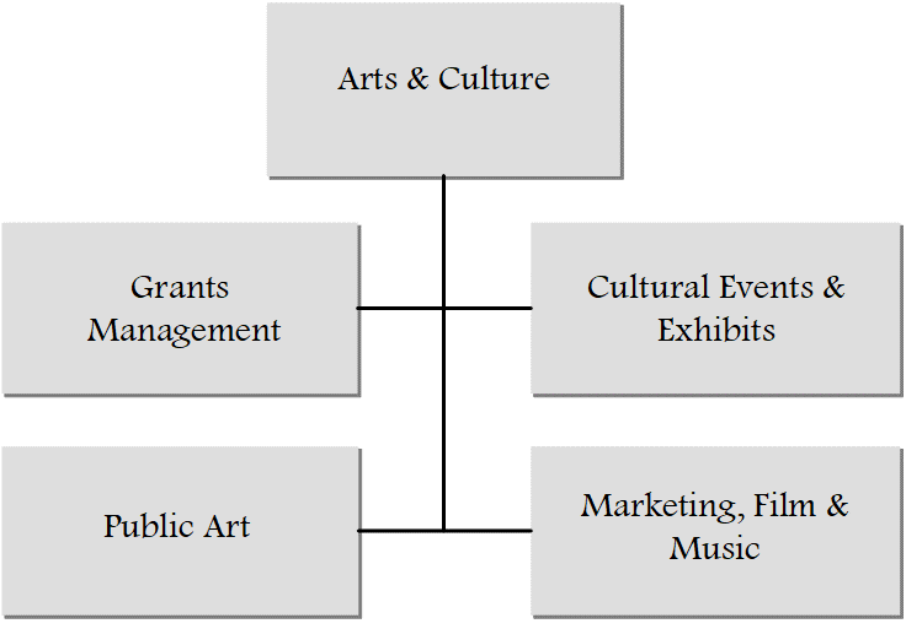 Arts & Culture
Grants
Management
Cultural Events &
Exhibits
Public Art
Marketing, Film &
Music